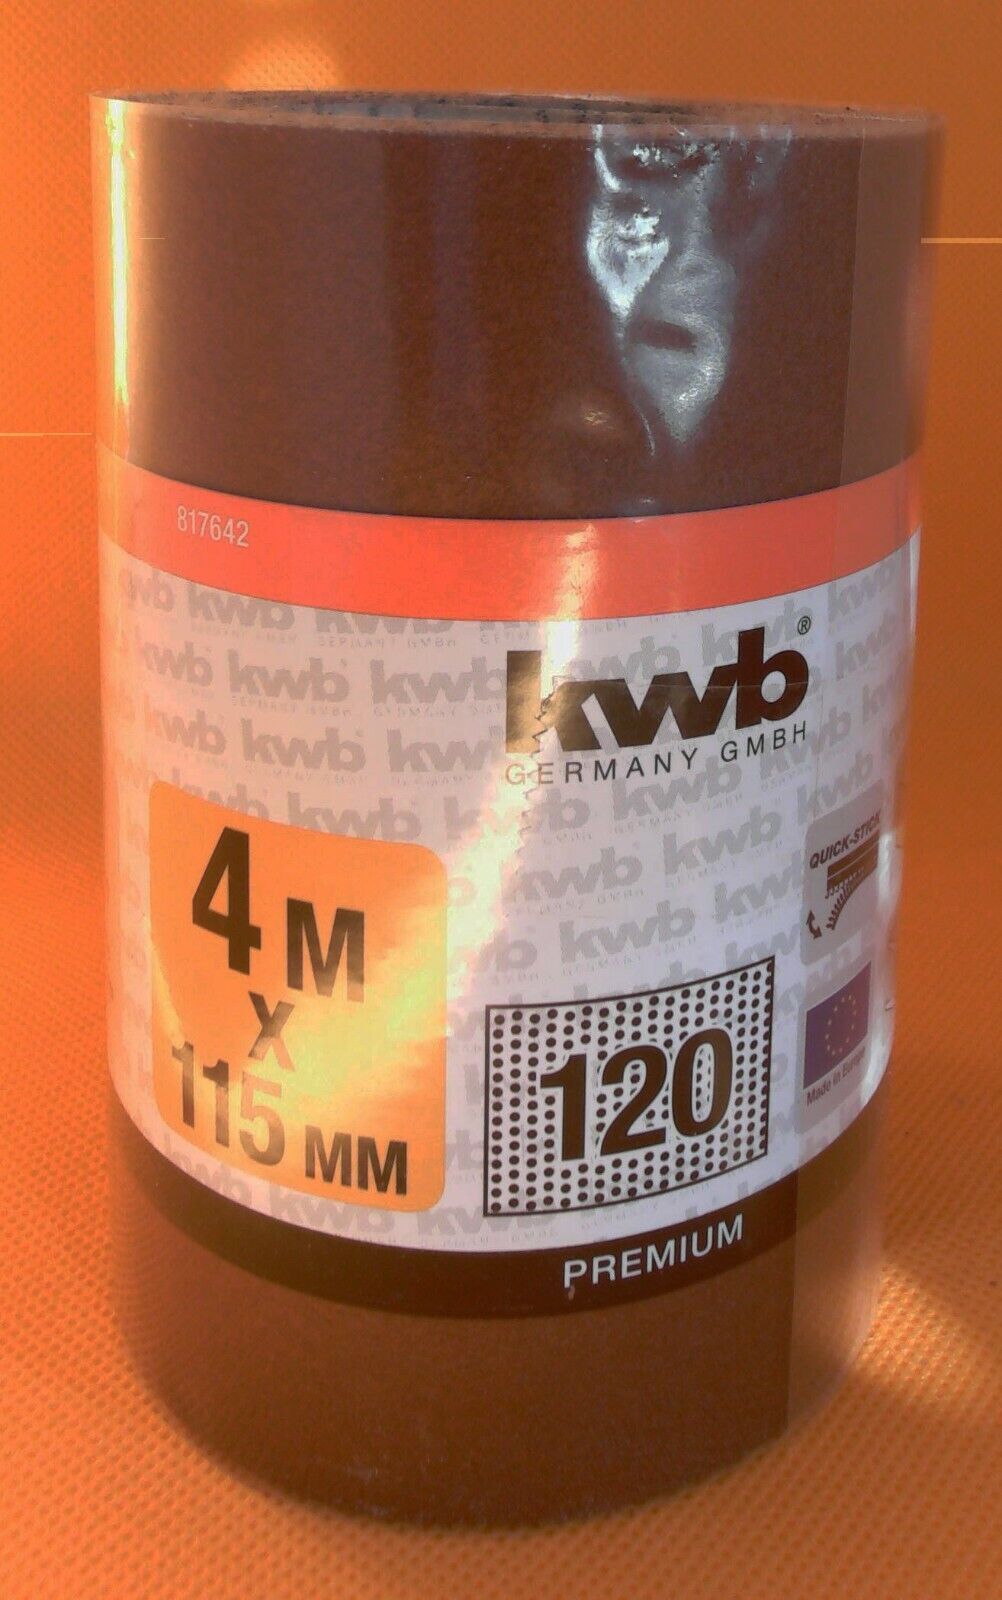 817642
kwb®
GERMANY GMBH
4 M
X
115 MM
QUICK-STICK
120
Made in Europe
PREMIUM